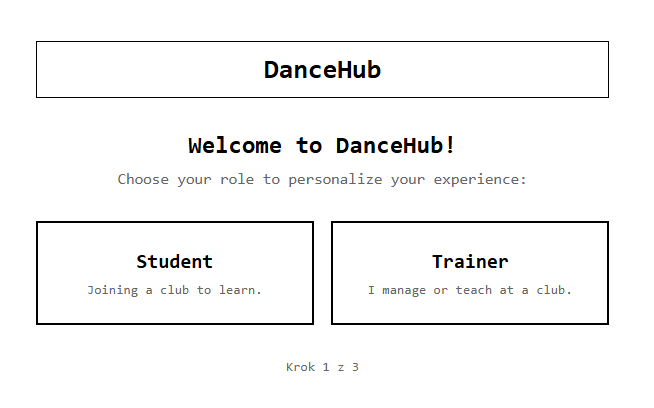 DanceHub
Welcome to DanceHub!
Choose your role to personalize your experience:
Student
Joining a club to learn.
Trainer
I manage or teach at a club.
Krok 1 z 3